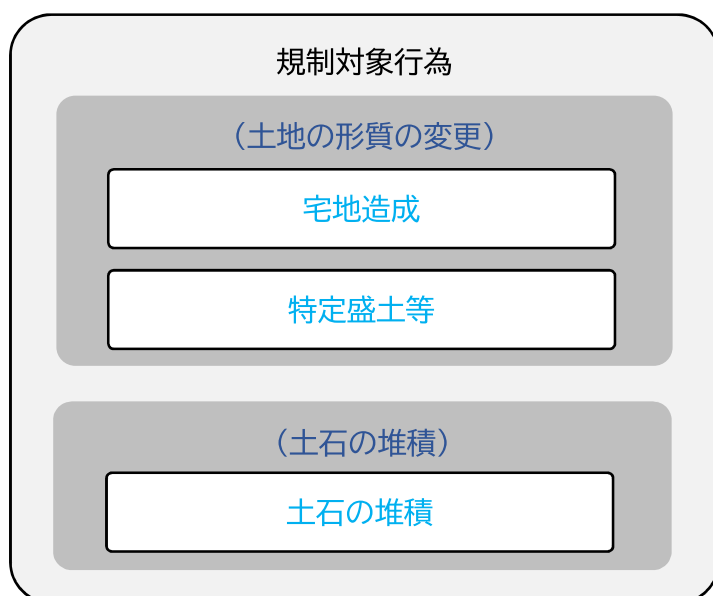 規制対象行為
（土地の形質の変更）
宅地造成
特定盛土等
（土石の堆積）
土石の堆積